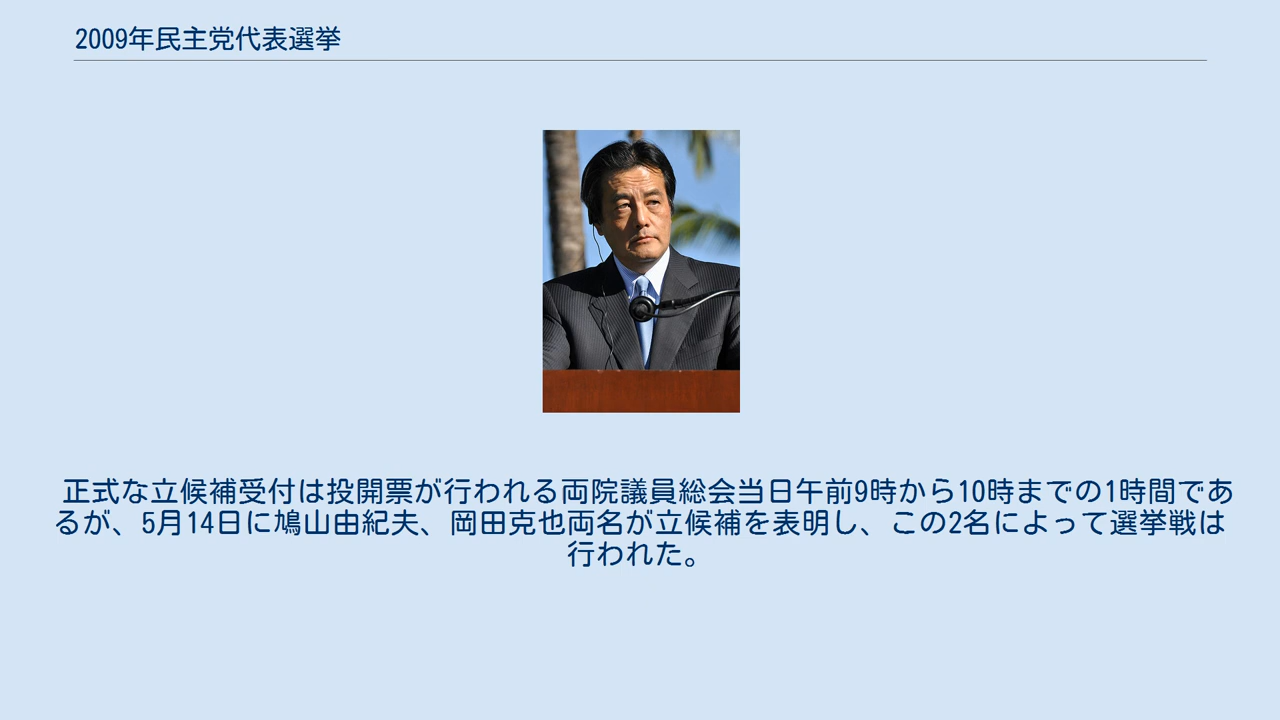 2009年民主党代表選挙
正式な立候補受付は投開票が行われる両院議員総会当日午前9時から10時までの1時間であ
るが、5月14日に鳩山由紀夫、岡田克也両名が立候補を表明し、この2名によって選挙戦は
行われた。